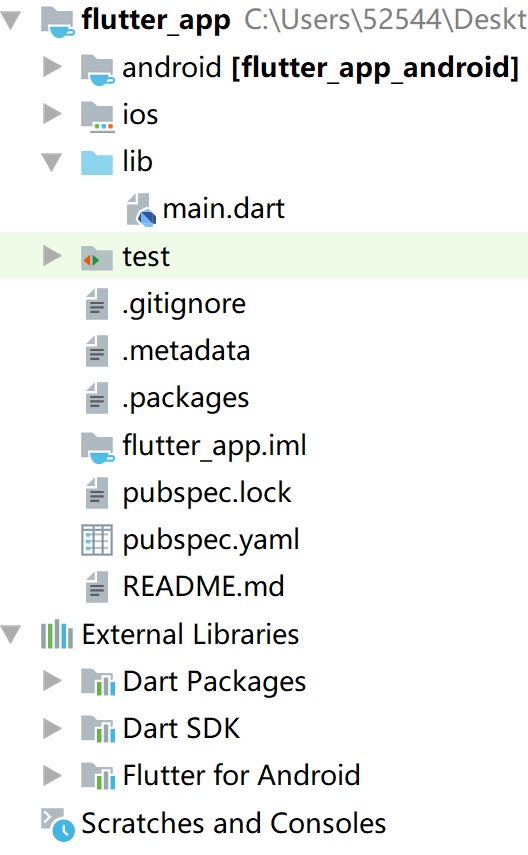 flutter_app C:\Users\52544\Deskt
android [flutter_app_android]
ios
lib
main.dart
test
.gitignore
.metadata
.packages
flutter_app.iml
pubspec.lock
pubspec.yaml
README.md
External Libraries
Dart Packages
Dart SDK
Flutter for Android
Scratches and Consoles